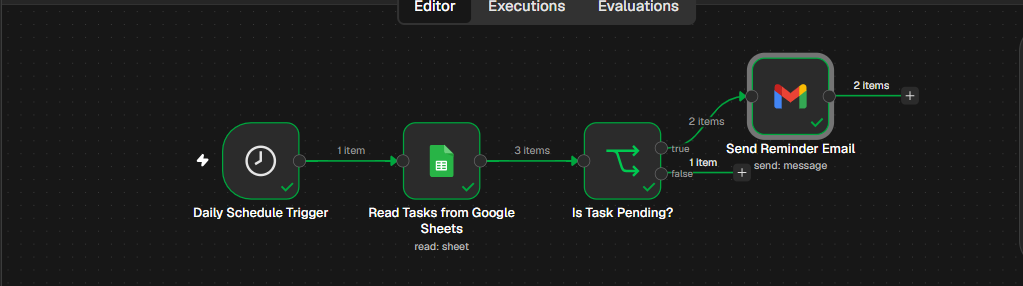 Editor Executions Evaluations
2 items
2 items
Send Reminder Email
send: message
1 item
3 items
true
1 item
false
Daily Schedule Trigger
Read Tasks from Google
Sheets
read: sheet
Is Task Pending?